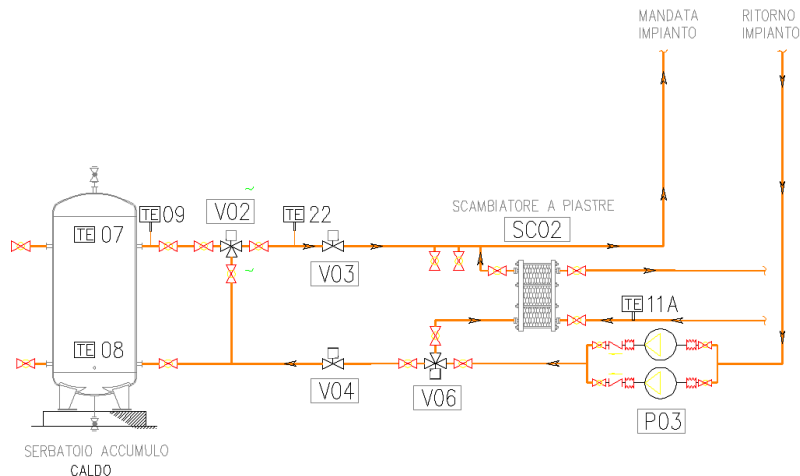 MANDATA
IMPIANTO
RITORNO
IMPIANTO
TE 09
V02
TE 22
SCAMBIATORE A PIASTRE
SC02
TE 07
V03
TE 11A
TE 08
V04
V06
P03
SERBATOIO ACCUMULO
CALDO